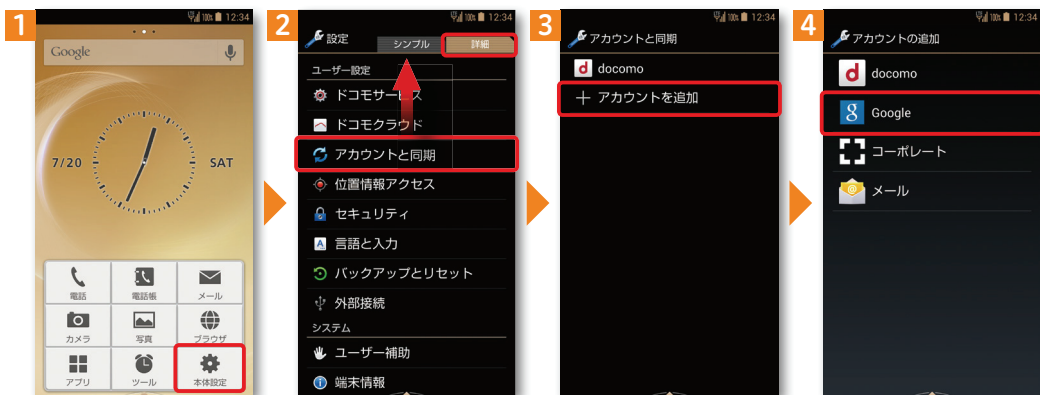 1
100% 12:34
Google
7/20
SAT
電話
電話帳
メール
カメラ
写真
ブラウザ
アプリ
ツール
本体設定
2
100% 12:34
設定
シンプル
詳細
ユーザー設定
ドコモサービス
ドコモクラウド
アカウントと同期
位置情報アクセス
セキュリティ
A 言語と入力
バックアップとリセット
外部接続
システム
ユーザー補助
端末情報
3
100% 12:34
アカウントと同期
d docomo
+ アカウントを追加
4
100% 12:34
アカウントの追加
d docomo
g Google
コーポレート
@ メール